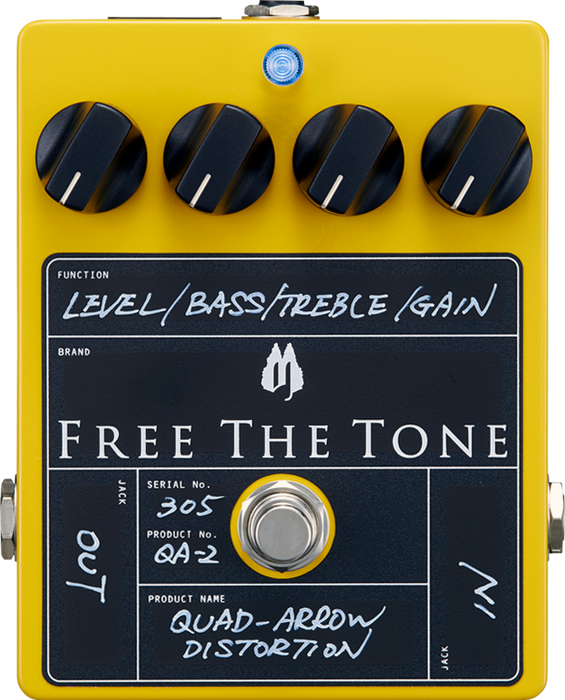 FUNCTION
LEVEL/BASS/TREBLE/GAIN
BRAND
FREE THE TONE
JACK
OUT
SERIAL No.
305
PRODUCT No.
QA-2
PRODUCT NAME
QUAD-ARROW
DISTORTION
IN
JACK